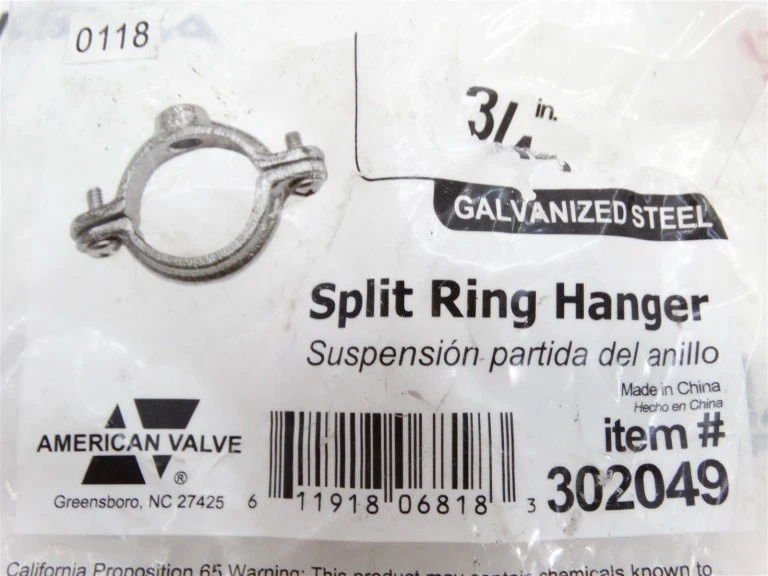 0118
3/4 in.
GALVANIZED STEEL
Split Ring Hanger
Suspensión partida del anillo
Made in China
Hecho en China
AMERICAN VALVE
®
Greensboro, NC 27425
6 11918 06818 3
item #
302049
California Proposition 65 Warning: This product may contain chemicals known to